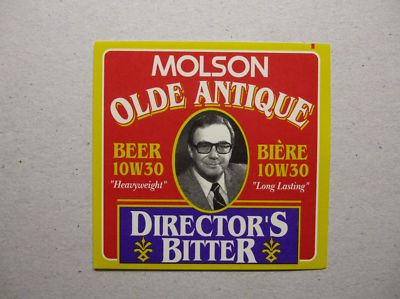 MOLSON
OLDE ANTIQUE
BEER
10W30
"Heavyweight"
BIÈRE
10W30
"Long Lasting"
DIRECTOR'S
BITTER